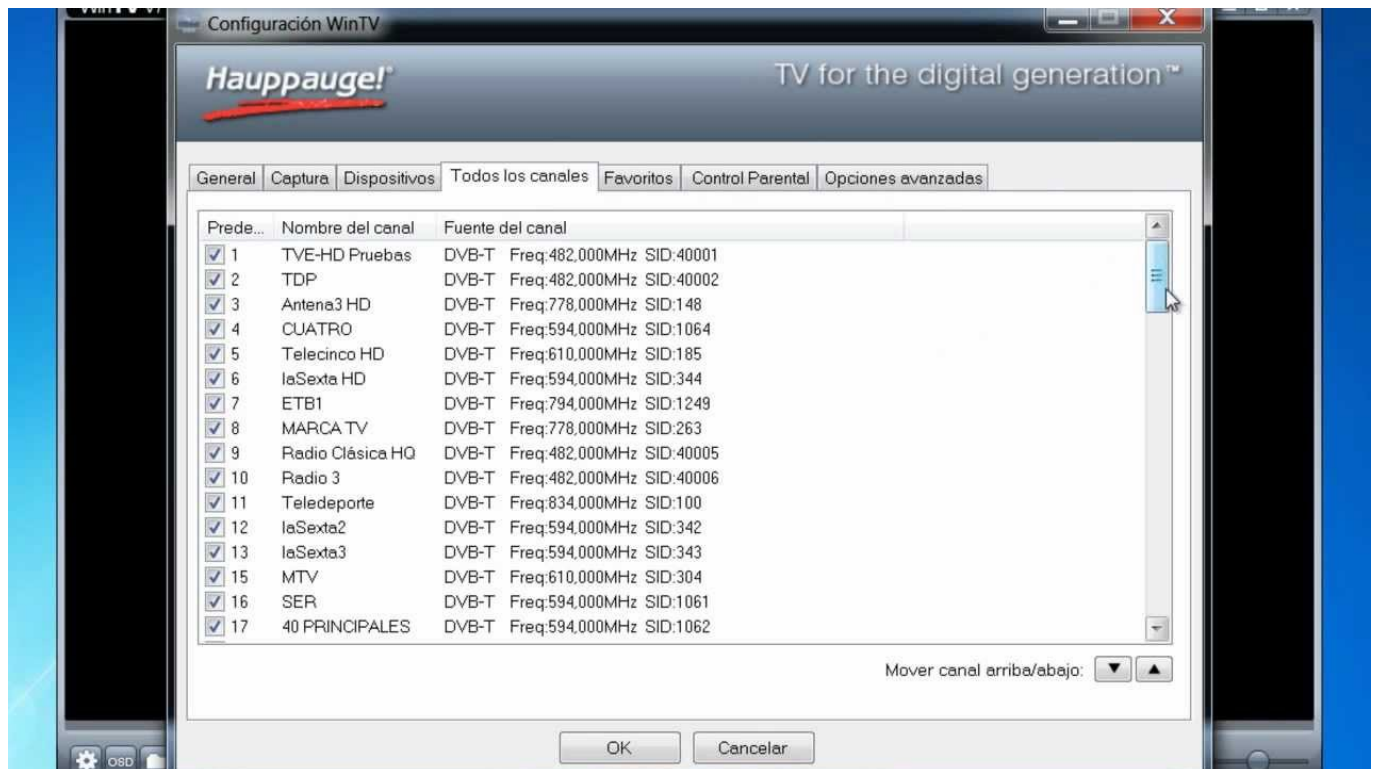 Configuración WinTV
Hauppauge!
TV for the digital generation™
General Captura Dispositivos Todos los canales Favoritos Control Parental Opciones avanzadas
Prede... Nombre del canal Fuente del canal
1 TVE-HD Pruebas DVB-T Freq:482,000MHz SID:40001
2 TDP DVB-T Freq:482,000MHz SID:40002
3 Antena3 HD DVB-T Freq:778,000MHz SID:148
4 CUATRO DVB-T Freq:594,000MHz SID:1064
5 Telecinco HD DVB-T Freq:610,000MHz SID:185
6 laSexta HD DVB-T Freq:594,000MHz SID:344
7 ETB1 DVB-T Freq:794,000MHz SID:1249
8 MARCA TV DVB-T Freq:778,000MHz SID:263
9 Radio Clásica HQ DVB-T Freq:482,000MHz SID:40005
10 Radio 3 DVB-T Freq:482,000MHz SID:40006
11 Teledeporte DVB-T Freq:834,000MHz SID:100
12 laSexta2 DVB-T Freq:594,000MHz SID:342
13 laSexta3 DVB-T Freq:594,000MHz SID:343
15 MTV DVB-T Freq:610,000MHz SID:304
16 SER DVB-T Freq:594,000MHz SID:1061
17 40 PRINCIPALES DVB-T Freq:594,000MHz SID:1062
Mover canal arriba/abajo:
OK Cancelar
OSD